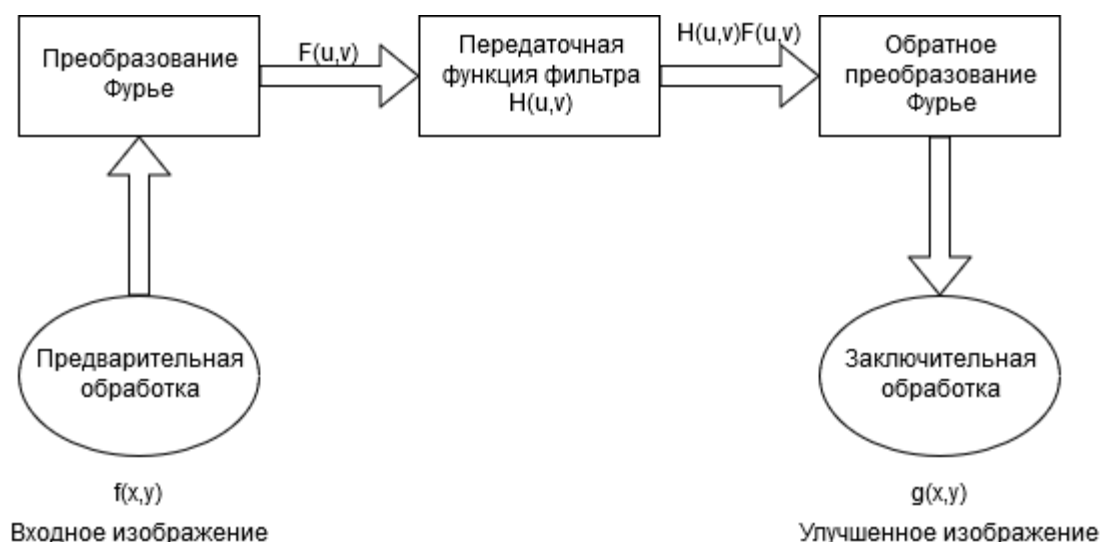 Преобразование
Фурье
F(u,v)
Передаточная
функция фильтра
H(u,v)
H(u,v)F(u,v)
Обратное
преобразование
Фурье
Предварительная
обработка
Заключительная
обработка
f(x,y)
Входное изображение
g(x,y)
Улучшенное изображение